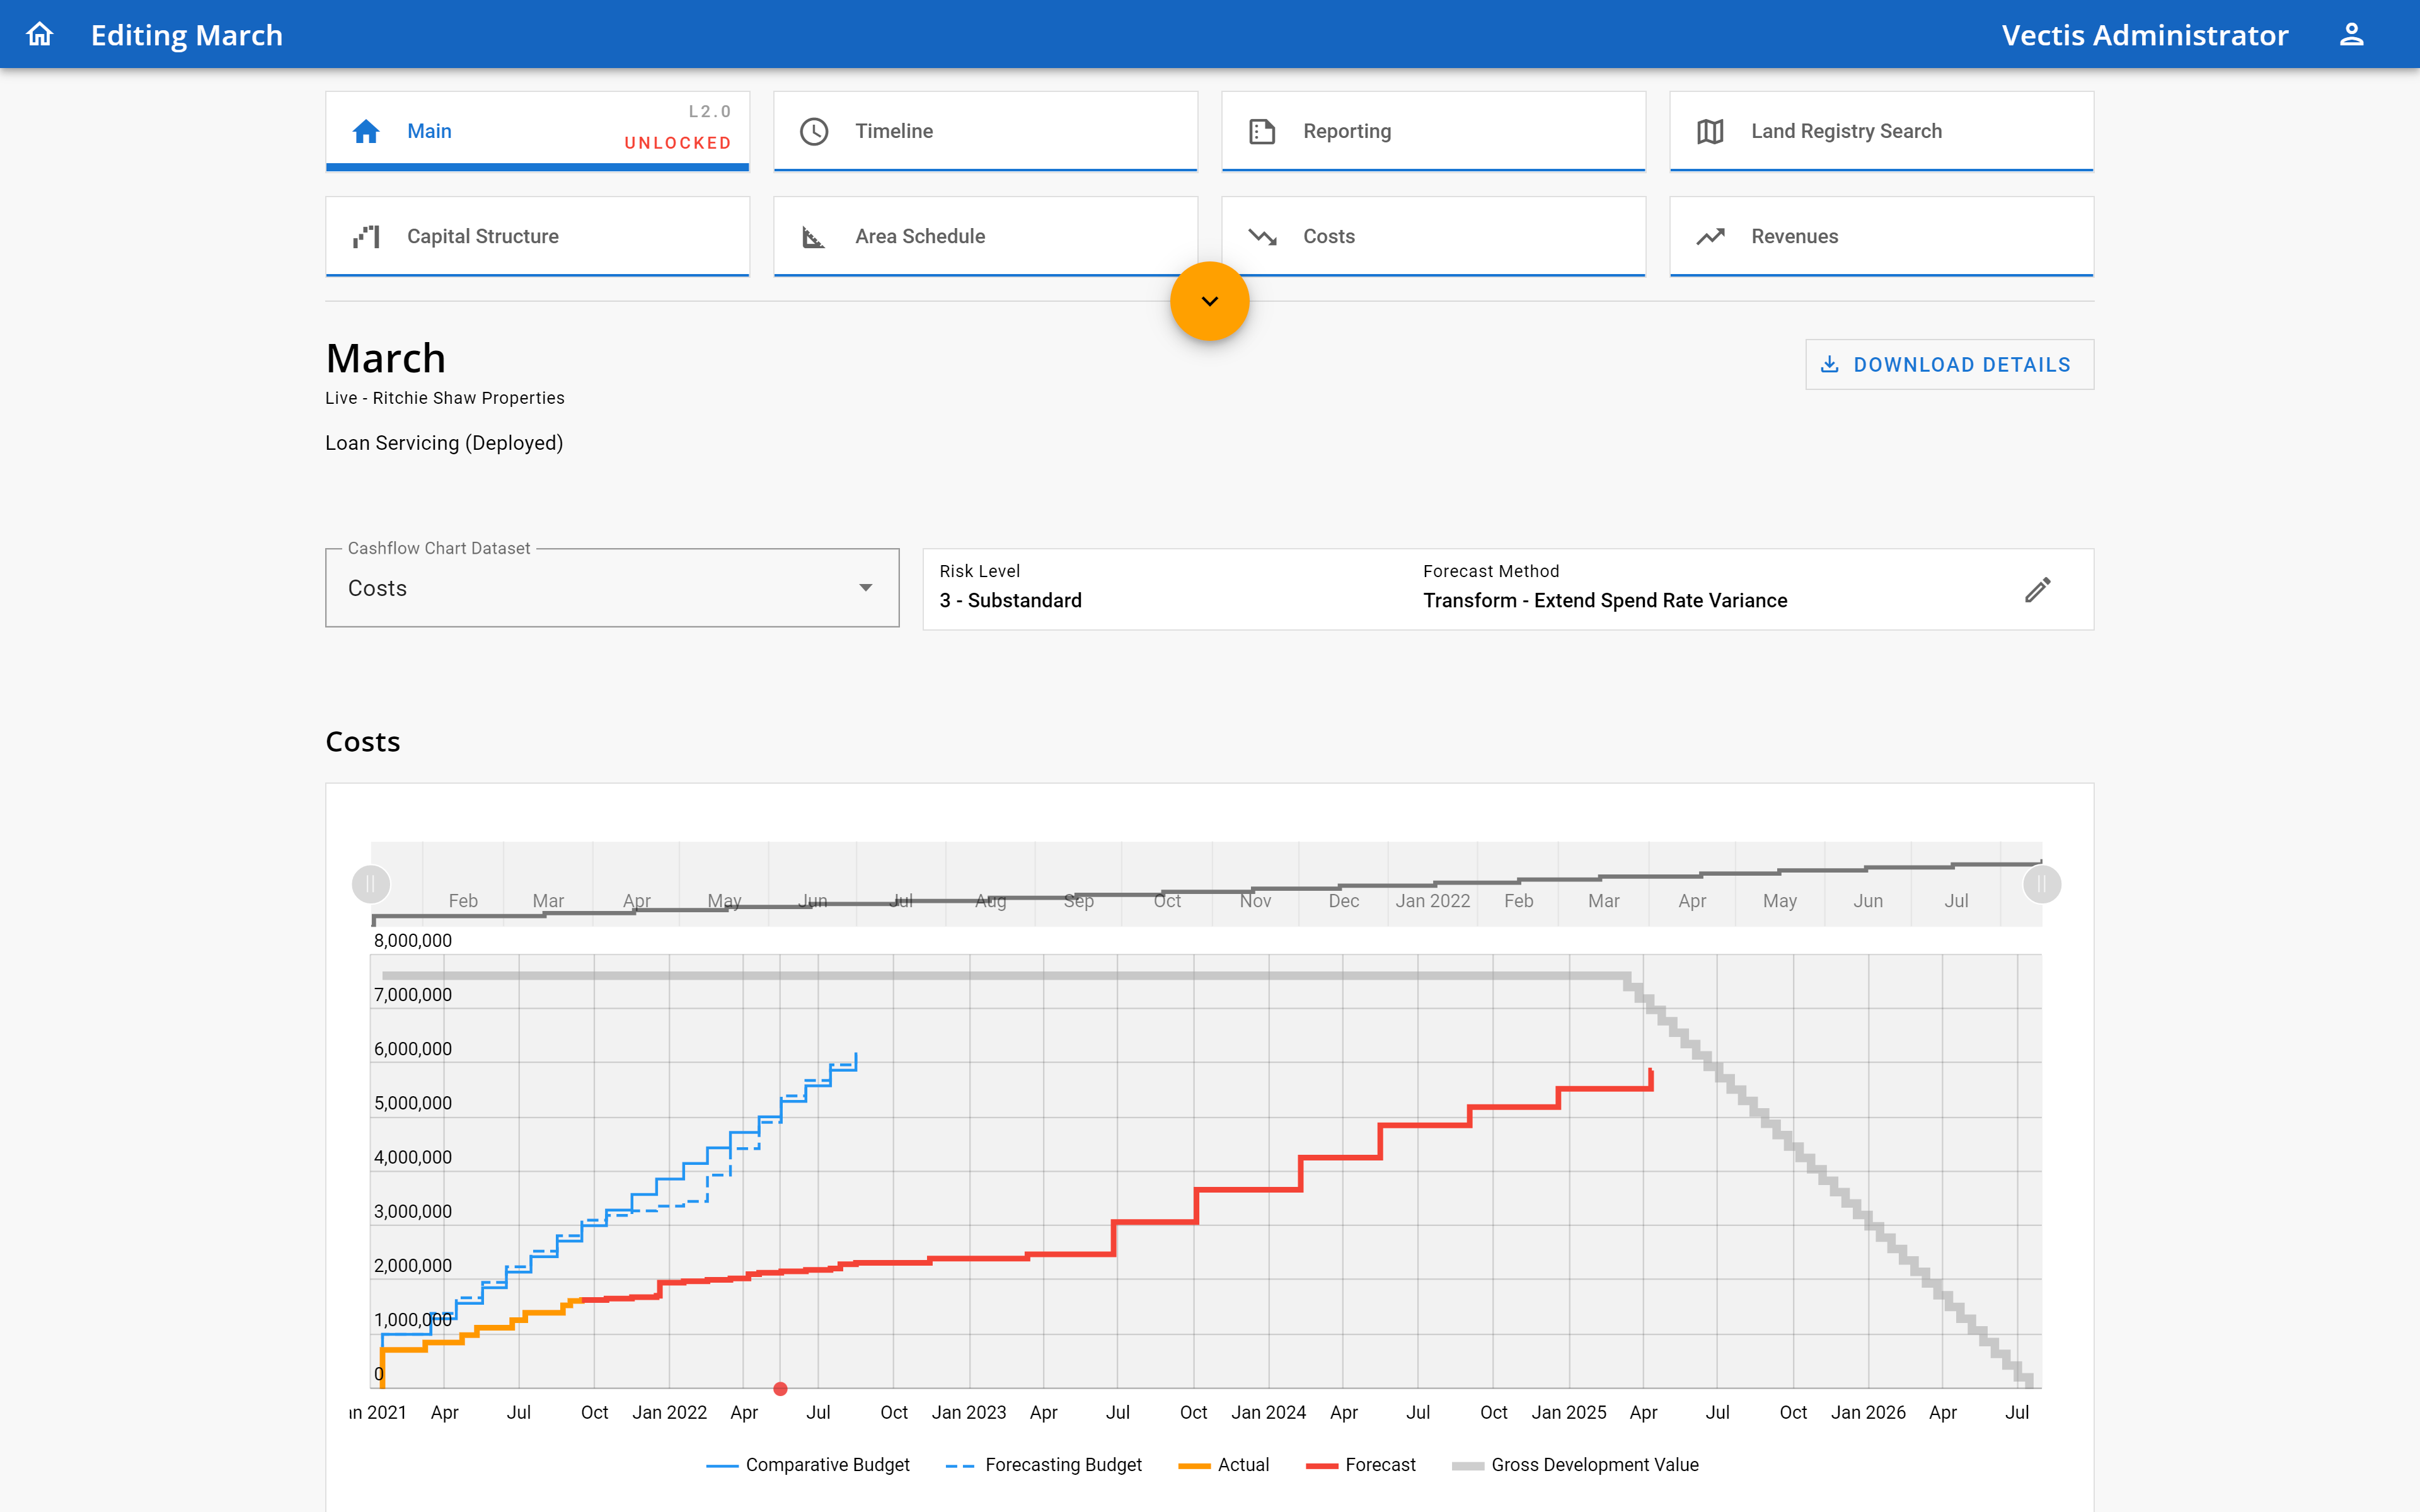 Editing March
Vectis Administrator
Main
L2.0
UNLOCKED
Timeline
Reporting
Land Registry Search
Capital Structure
Area Schedule
Costs
Revenues
March
DOWNLOAD DETAILS
Live - Ritchie Shaw Properties
Loan Servicing (Deployed)
Cashflow Chart Dataset
Costs
Risk Level
3 - Substandard
Forecast Method
Transform - Extend Spend Rate Variance
Costs
Feb Mar Apr May Jun Jul Aug Sep Oct Nov Dec Jan 2022 Feb Mar Apr May Jun Jul
8,000,000
7,000,000
6,000,000
5,000,000
4,000,000
3,000,000
2,000,000
1,000,000
0
n 2021 Apr Jul Oct Jan 2022 Apr Jul Oct Jan 2023 Apr Jul Oct Jan 2024 Apr Jul Oct Jan 2025 Apr Jul Oct Jan 2026 Apr Jul
Comparative Budget Forecasting Budget Actual Forecast Gross Development Value